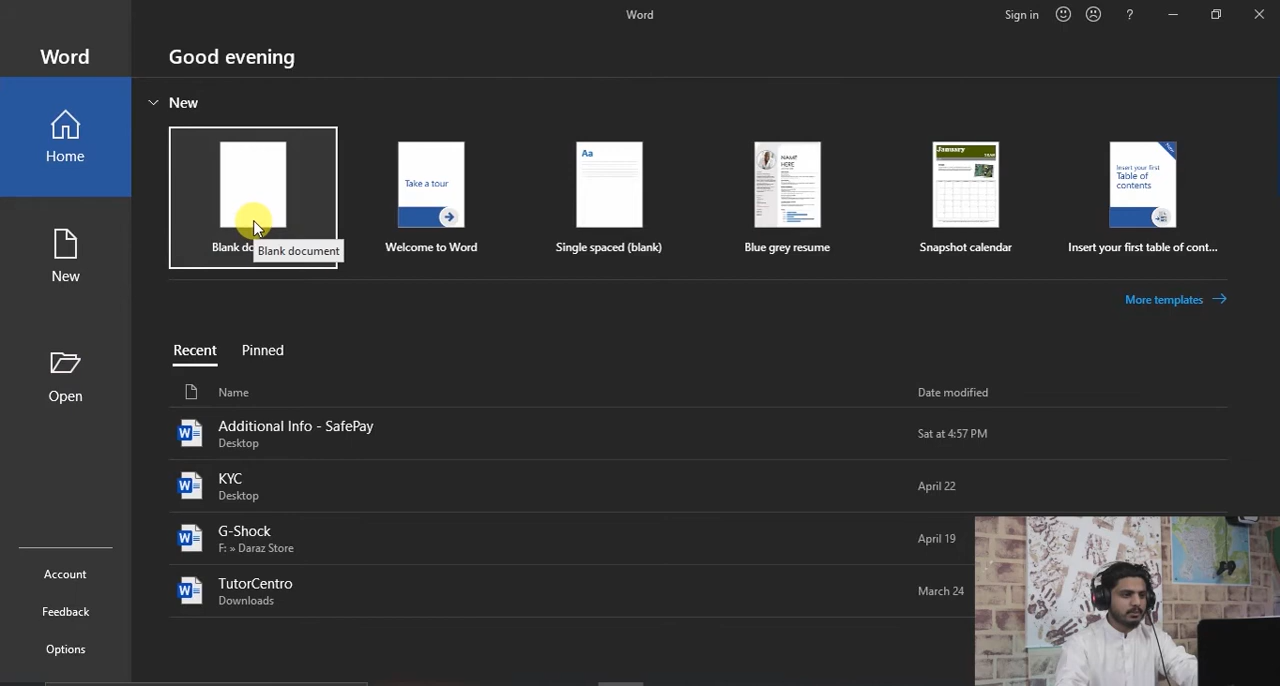 Word
Sign in
?
Word
Good evening
Home
New
Open
Account
Feedback
Options
New
Blank do
Blank document
Take a tour
Welcome to Word
Aa
Single spaced (blank)
NAME
HERE
Blue grey resume
January
Snapshot calendar
New
Insert your first
Table of
contents
Insert your first table of cont...
More templates
Recent
Pinned
Name
Date modified
Additional Info - SafePay
Desktop
Sat at 4:57 PM
KYC
Desktop
April 22
G-Shock
F: » Daraz Store
April 19
TutorCentro
Downloads
March 24